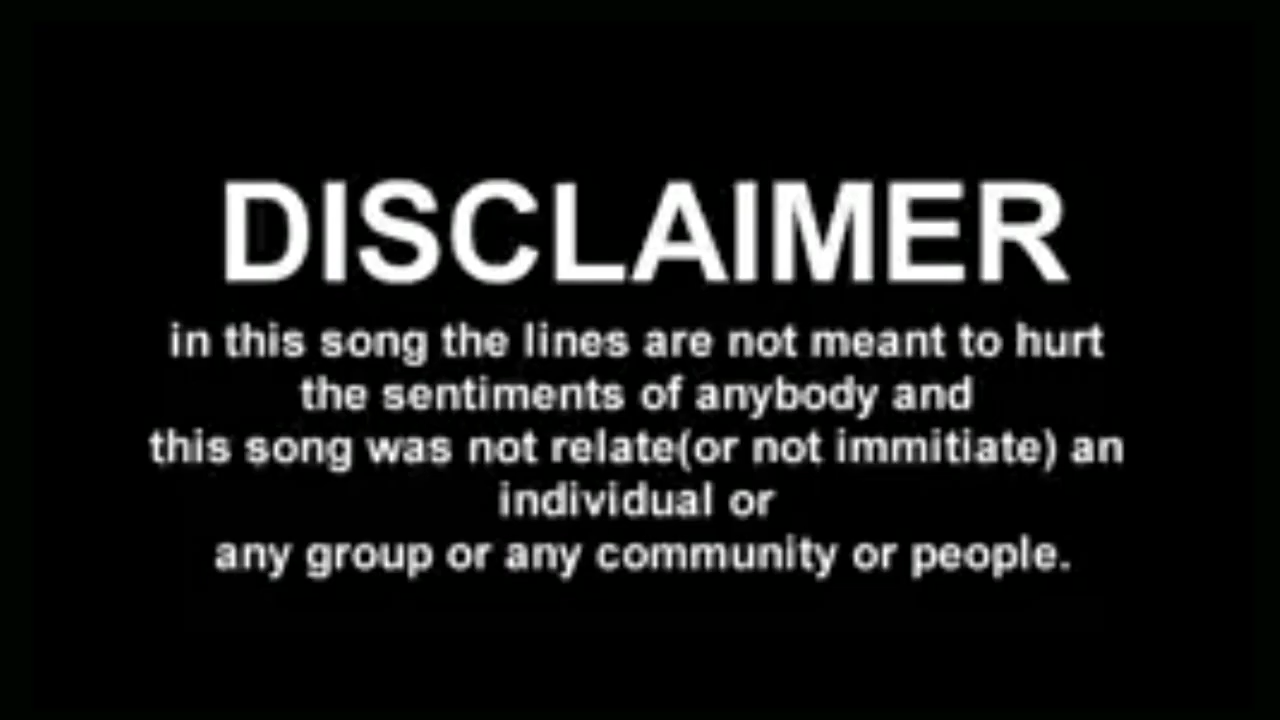 DISCLAIMER
in this song the lines are not meant to hurt
the sentiments of anybody and
this song was not relate(or not immitiate) an
individual or
any group or any community or people.